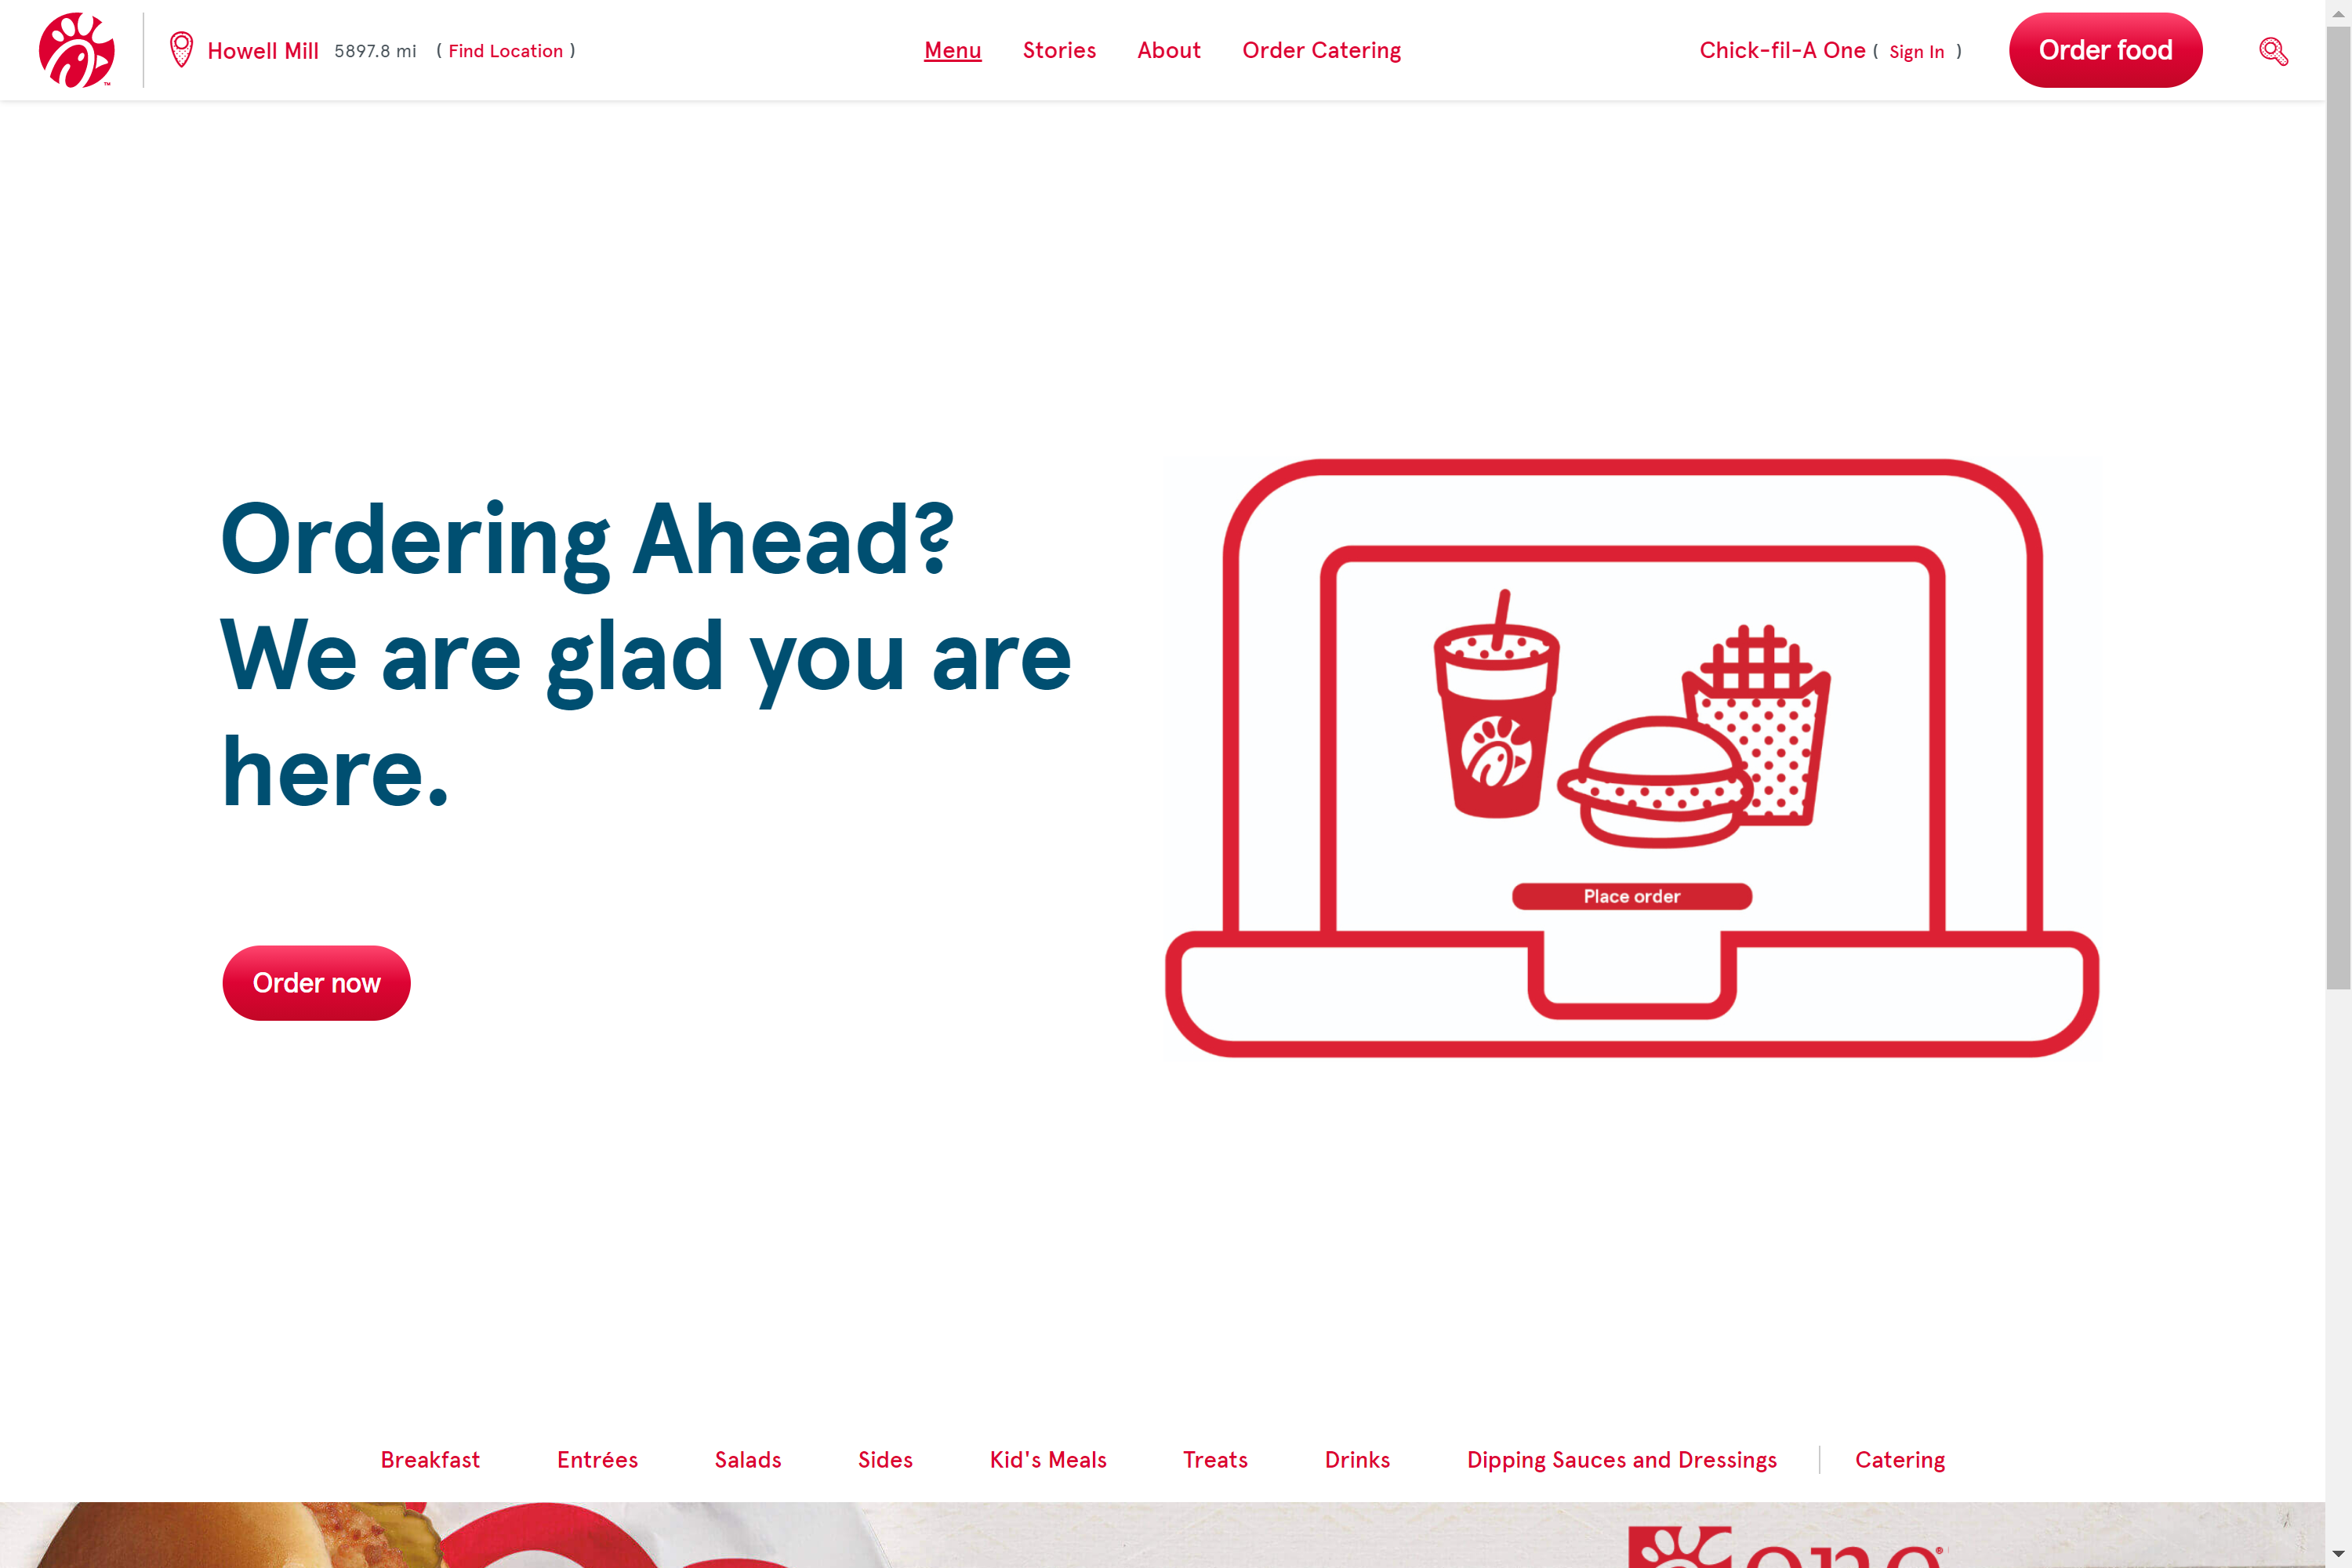 Howell Mill 5897.8 mi ( Find Location )
Menu Stories About Order Catering
Chick-fil-A One ( Sign In )
Order food
Ordering Ahead?
We are glad you are
here.
Order now
Place order
Breakfast Entrées Salads Sides Kid's Meals Treats Drinks Dipping Sauces and Dressings Catering
one®